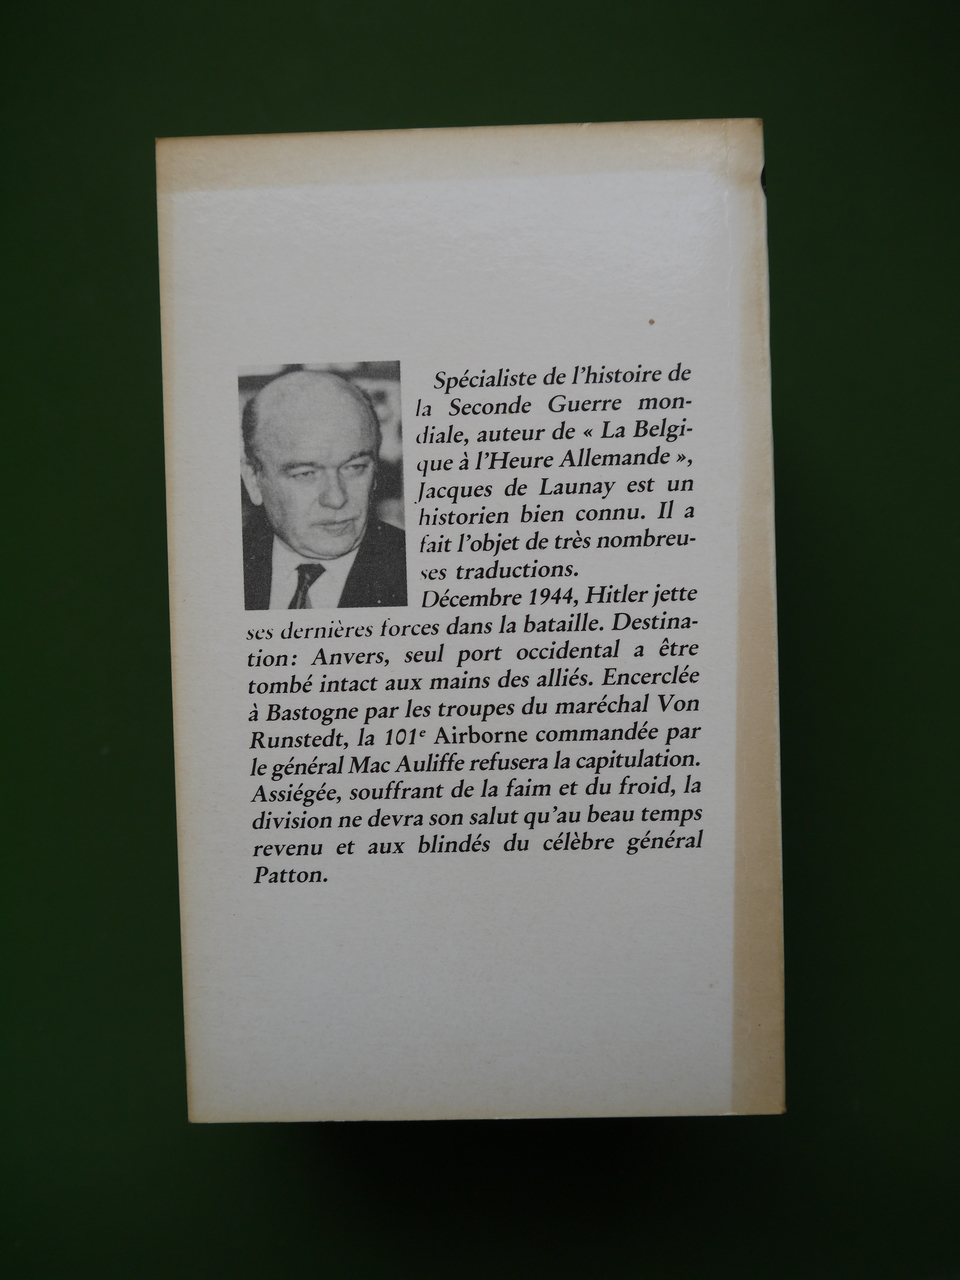 Spécialiste de l'histoire de
la Seconde Guerre mon-
diale, auteur de « La Belgi-
que à l'Heure Allemande »,
Jacques de Launay est un
historien bien connu. Il a
fait l'objet de très nombreu-
ses traductions.
Décembre 1944, Hitler jette
ses dernières forces dans la bataille. Destina-
tion: Anvers, seul port occidental a être
tombé intact aux mains des alliés. Encerclée
à Bastogne par les troupes du maréchal Von
Runstedt, la 101e Airborne commandée par
le général Mac Auliffe refusera la capitulation.
Assiégée, souffrant de la faim et du froid, la
division ne devra son salut qu'au beau temps
revenu et aux blindés du célèbre général
Patton.